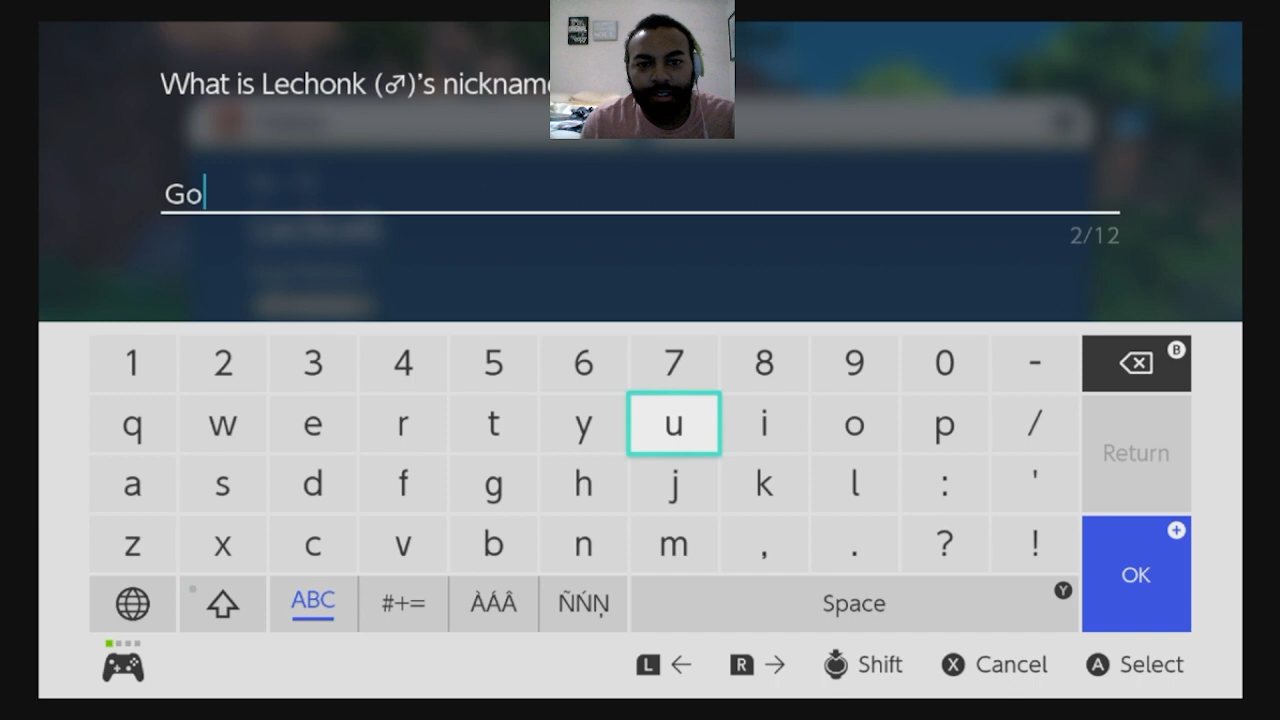 What is Lechonk (♂)'s nickname
Go
2/12
1 2 3 4 5 6 7 8 9 0 -
q w e r t y u i o p /
Return
a s d f g h j k l : '
z x c v b n m , . ? !
OK
ABC #+= ÀÁÂ ÑŃŅ Space
L ← R → Shift X Cancel A Select
B
+
Y